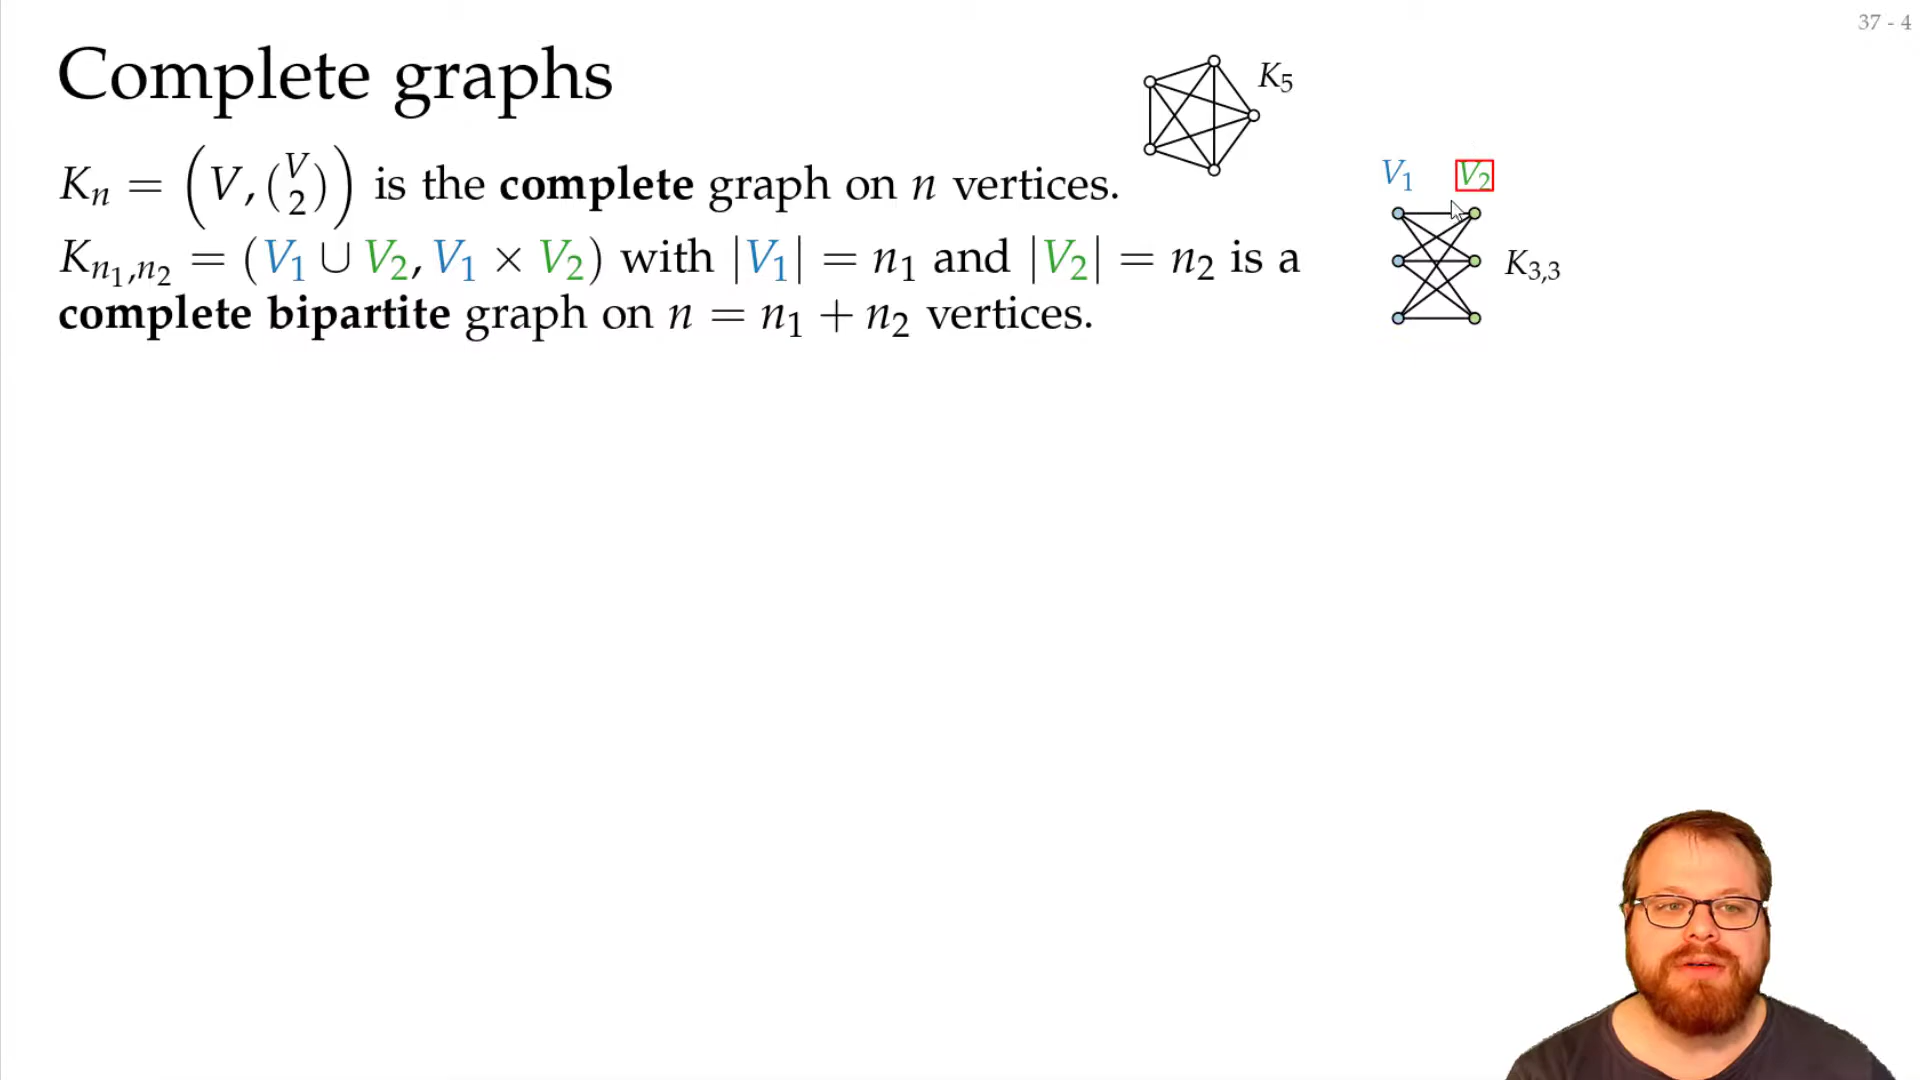 37 - 4
Complete graphs
K₅
Kₙ = (V, (V 2)) is the complete graph on n vertices.
V₁ V₂
Kₙ₁,ₙ₂ = (V₁ ∪ V₂, V₁ × V₂) with |V₁| = n₁ and |V₂| = n₂ is a
K₃,₃
complete bipartite graph on n = n₁ + n₂ vertices.